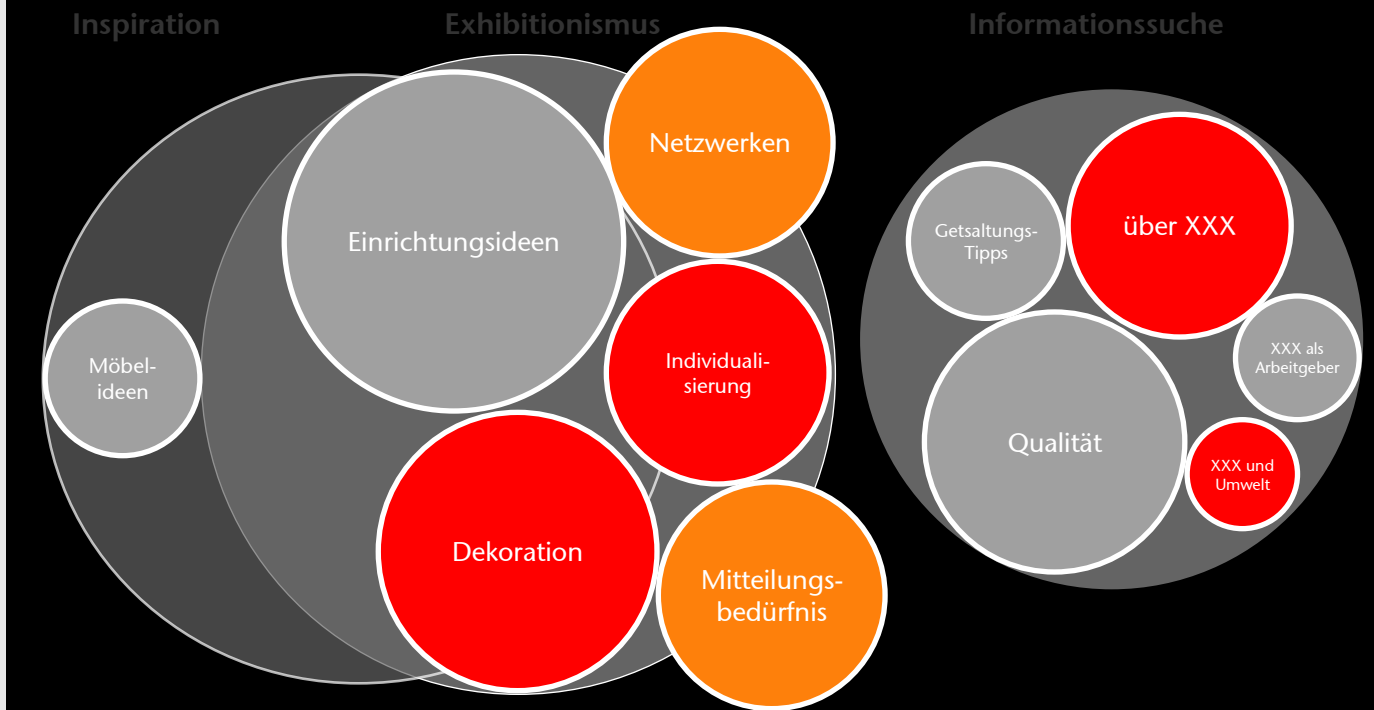 Inspiration
Exhibitionismus
Informationssuche
Netzwerken
Einrichtungsideen
Möbel-
ideen
Individuali-
sierung
Dekoration
Mitteilungs-
bedürfnis
Getsaltungs-
Tipps
über XXX
XXX als
Arbeitgeber
Qualität
XXX und
Umwelt